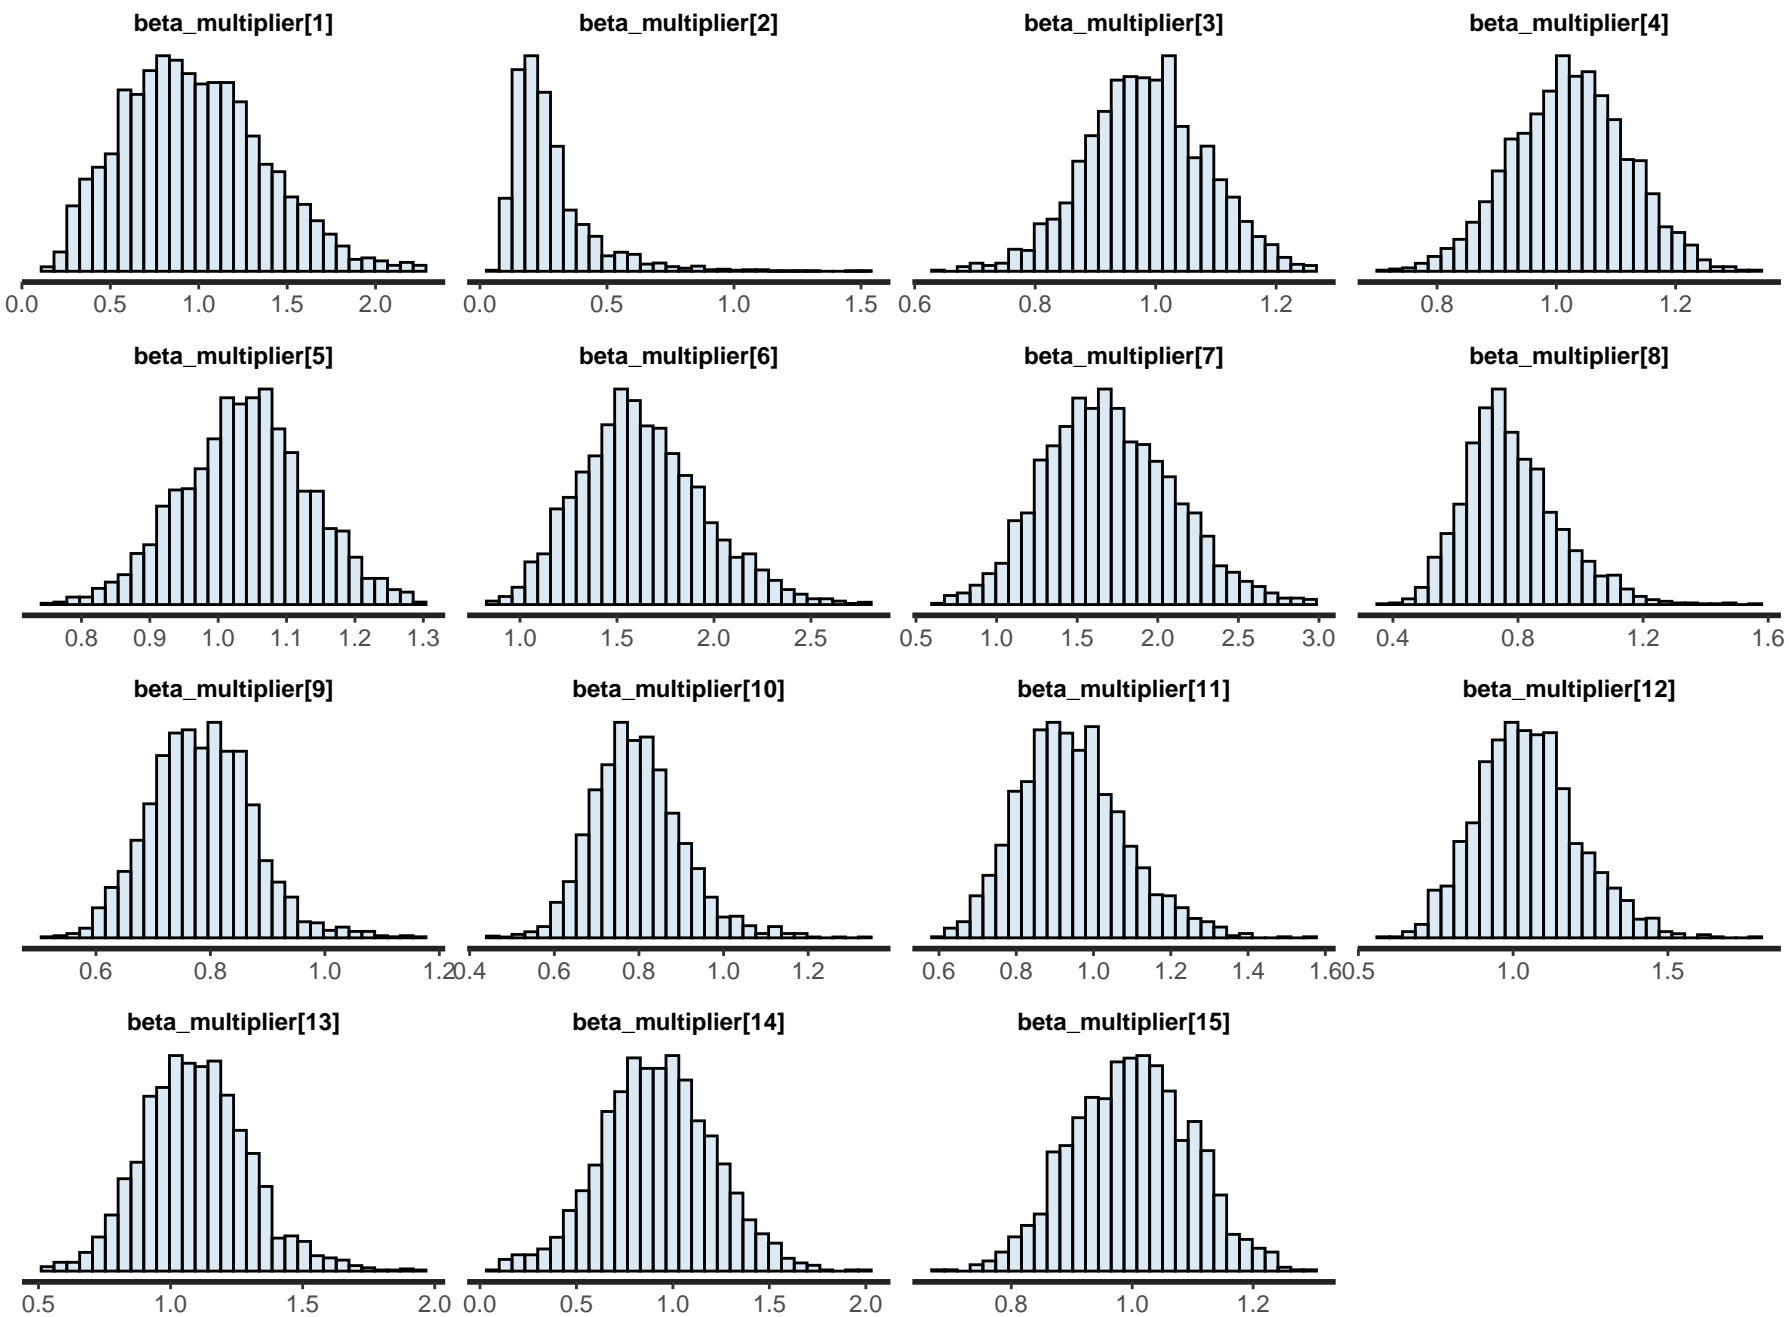 beta_multiplier[1] beta_multiplier[2] beta_multiplier[3] beta_multiplier[4]
0.0 0.5 1.0 1.5 2.0 0.0 0.5 1.0 1.5 0.6 0.8 1.0 1.2 0.8 1.0 1.2
beta_multiplier[5] beta_multiplier[6] beta_multiplier[7] beta_multiplier[8]
0.8 0.9 1.0 1.1 1.2 1.3 1.0 1.5 2.0 2.5 0.5 1.0 1.5 2.0 2.5 3.0 0.4 0.8 1.2 1.6
beta_multiplier[9] beta_multiplier[10] beta_multiplier[11] beta_multiplier[12]
0.6 0.8 1.0 1.2 0.4 0.6 0.8 1.0 1.2 0.6 0.8 1.0 1.2 1.4 1.6 0.5 1.0 1.5
beta_multiplier[13] beta_multiplier[14] beta_multiplier[15]
0.5 1.0 1.5 2.0 0.0 0.5 1.0 1.5 2.0 0.8 1.0 1.2